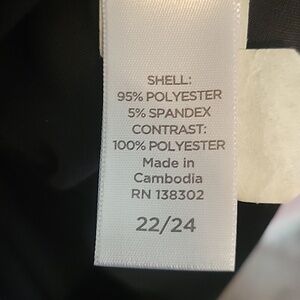 SHELL:
95% POLYESTER
5% SPANDEX
CONTRAST:
100% POLYESTER
Made in
Cambodia
RN 138302
22/24